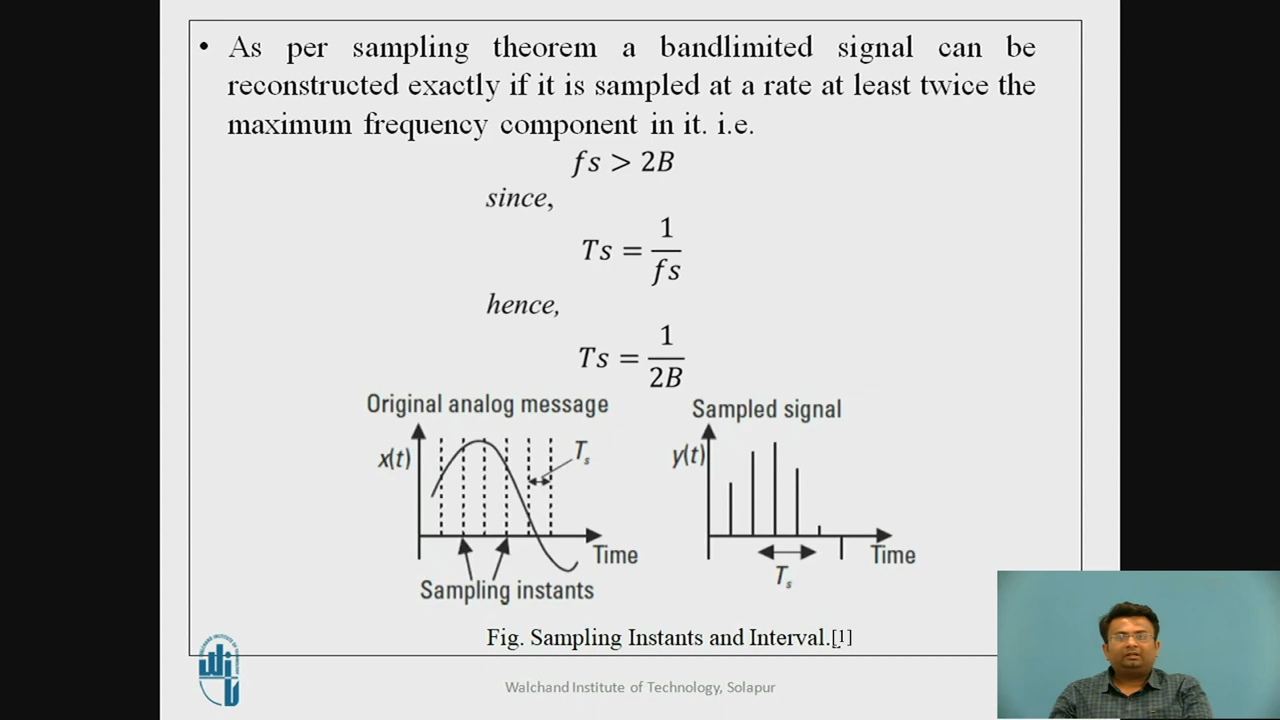 • As per sampling theorem a bandlimited signal can be
reconstructed exactly if it is sampled at a rate at least twice the
maximum frequency component in it. i.e.
fs > 2B
since,
Ts = 1/fs
hence,
Ts = 1/2B
Original analog message
x(t)
Ts
Time
Sampling instants
Sampled signal
y(t)
Time
Ts
Fig. Sampling Instants and Interval.[1]
Walchand Institute of Technology, Solapur